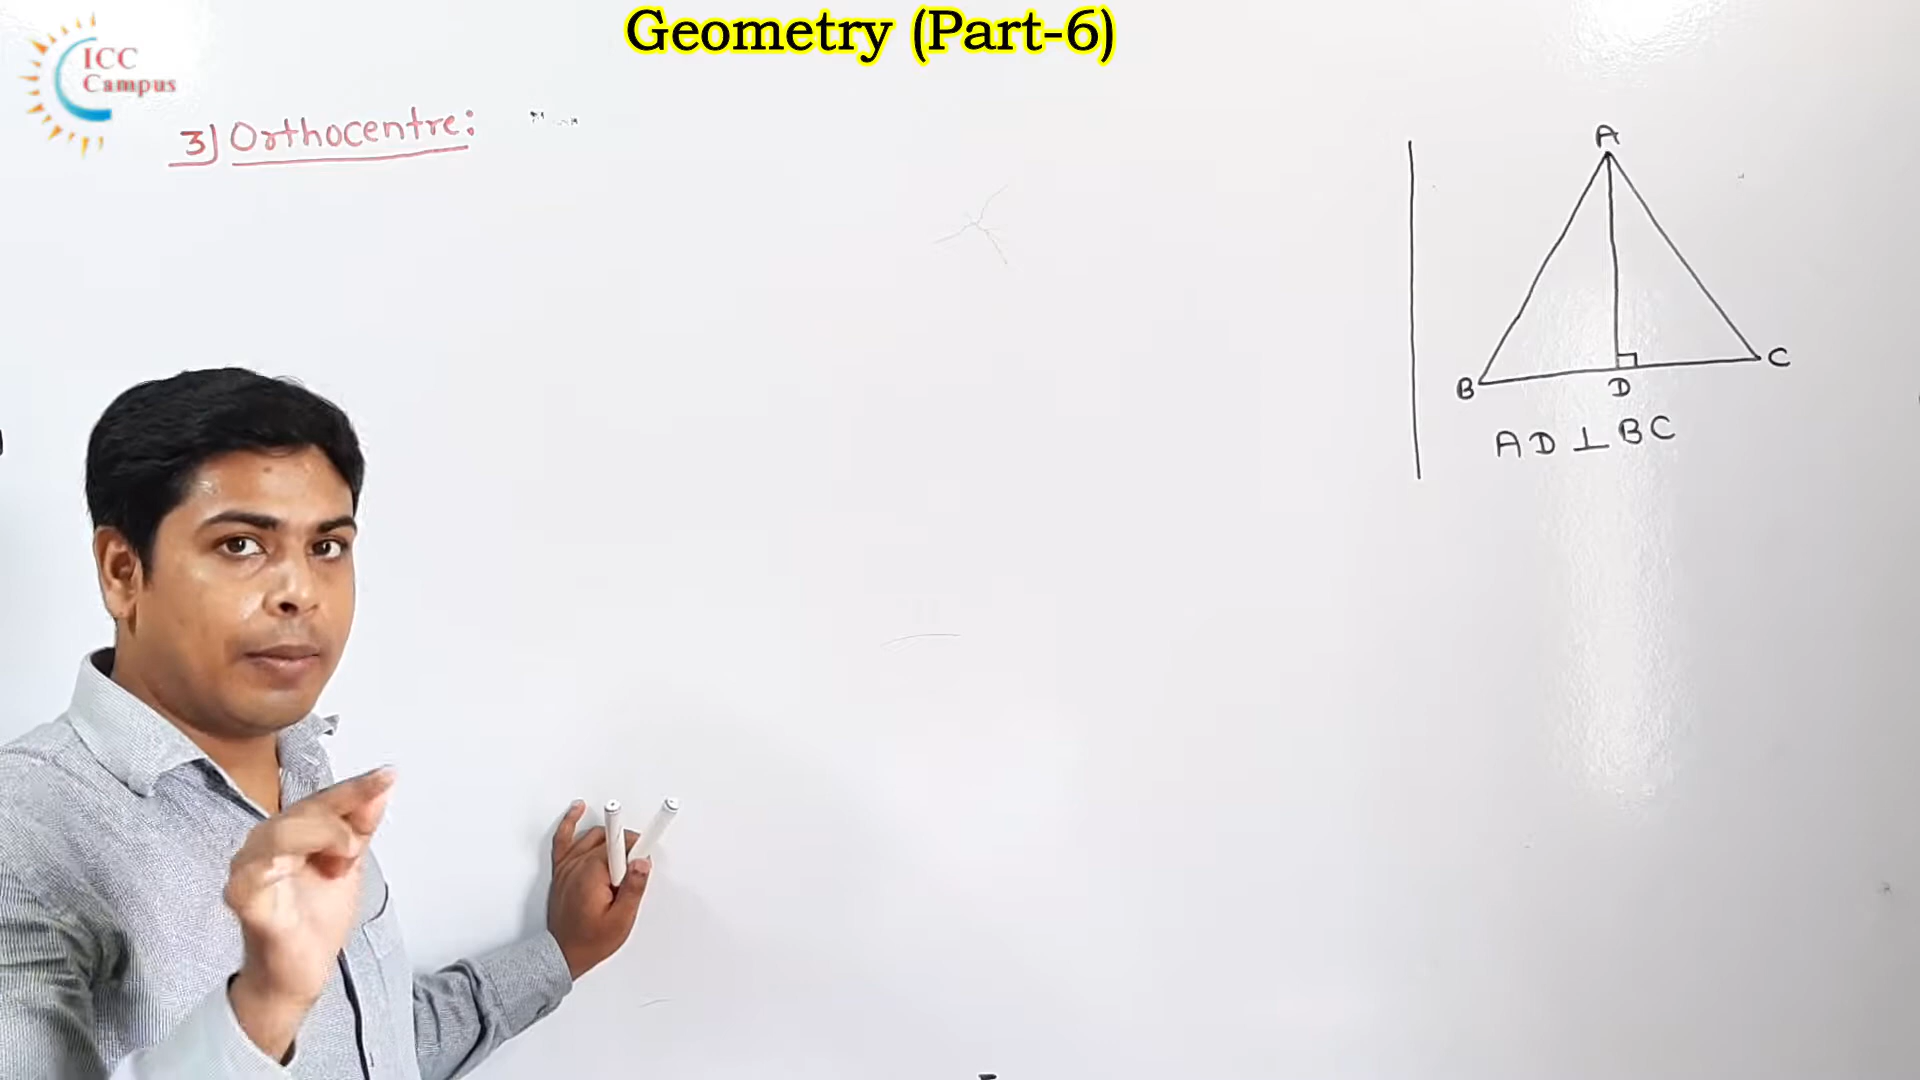 Geometry (Part-6)
ICC
Campus
3) Orthocentre:
A
B
D
C
AD ⊥ BC